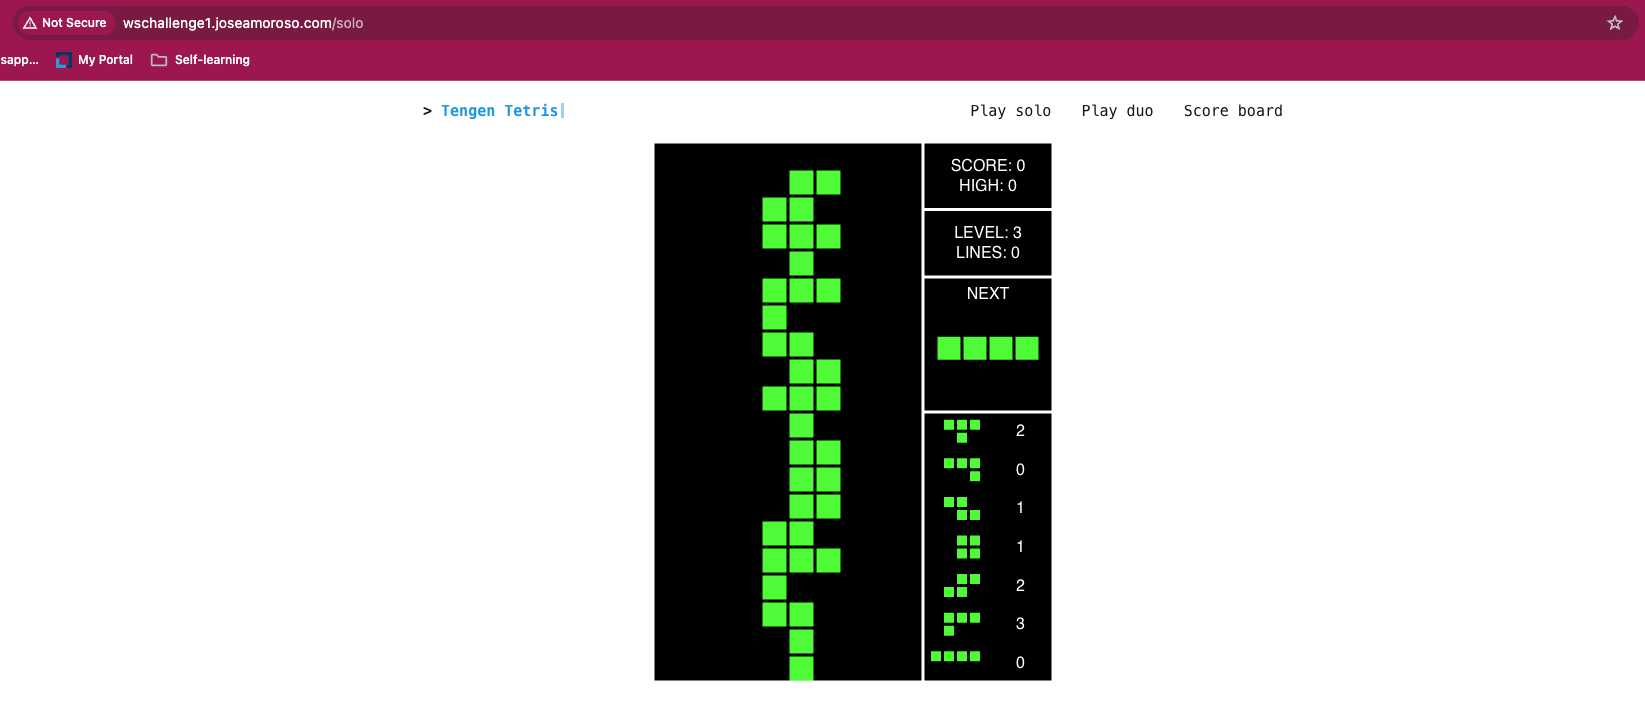 Not Secure wschallenge1.joseamoroso.com/solo
sapp... My Portal Self-learning
> Tengen Tetris Play solo Play duo Score board
SCORE: 0
HIGH: 0
LEVEL: 3
LINES: 0
NEXT
2
0
1
1
2
3
0